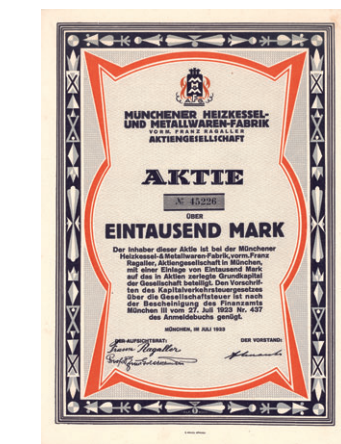 MÜNCHENER HEIZKESSEL-
UND METALLWAREN-FABRIK
VORM. FRANZ RAGALLER
AKTIENGESELLSCHAFT
AKTIE
№ 45226
ÜBER
EINTAUSEND MARK
Der Inhaber dieser Aktie ist bei der Münchener
Heizkessel-& Metallwaren-Fabrik, vorm. Franz
Ragaller, Aktiengesellschaft in München,
mit einer Einlage von Eintausend Mark
auf das in Aktien zerlegte Grundkapital
der Gesellschaft beteiligt. Den Vorschrif-
ten des Kapitalverkehrsteuergesetzes
über die Gesellschaftsteuer ist nach
der Bescheinigung des Finanzamts
München III vom 27. Juli 1923 Nr. 437
des Anmeldebuches genügt.
MÜNCHEN, IM JULI 1923
DER AUFSICHTSRAT: DER VORSTAND:
Franz Ragaller